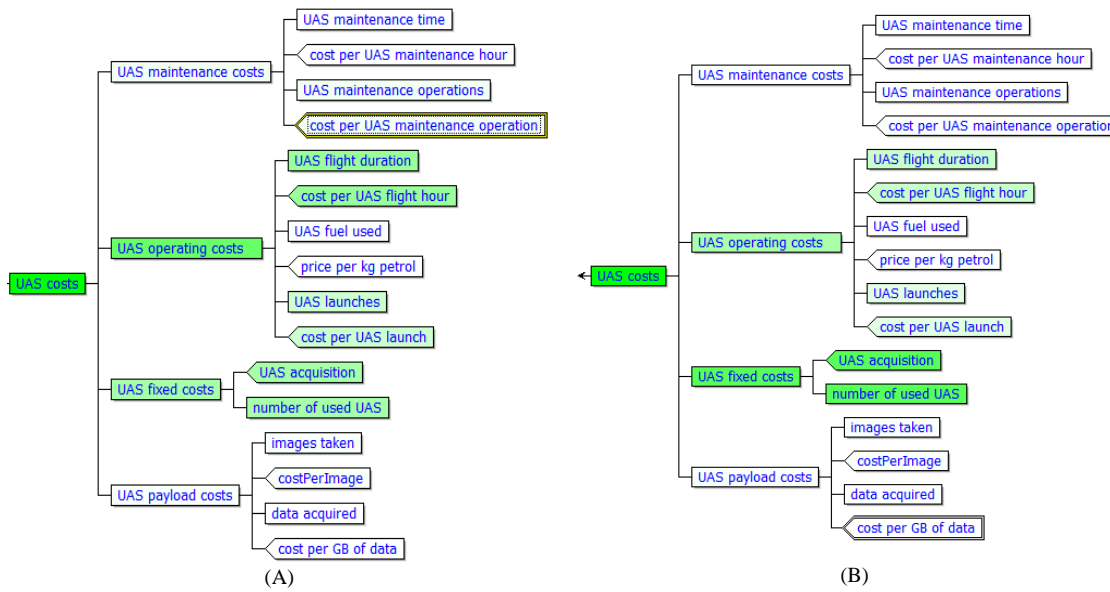 UAS maintenance time
cost per UAS maintenance hour
UAS maintenance costs
UAS maintenance operations
cost per UAS maintenance operation
UAS flight duration
cost per UAS flight hour
UAS fuel used
UAS operating costs
price per kg petrol
UAS costs
UAS launches
cost per UAS launch
UAS acquisition
UAS fixed costs
number of used UAS
images taken
costPerImage
UAS payload costs
data acquired
cost per GB of data
(A)
UAS maintenance time
cost per UAS maintenance hour
UAS maintenance costs
UAS maintenance operations
cost per UAS maintenance operation
UAS flight duration
cost per UAS flight hour
UAS fuel used
UAS operating costs
price per kg petrol
UAS costs
UAS launches
cost per UAS launch
UAS acquisition
UAS fixed costs
number of used UAS
images taken
costPerImage
UAS payload costs
data acquired
cost per GB of data
(B)